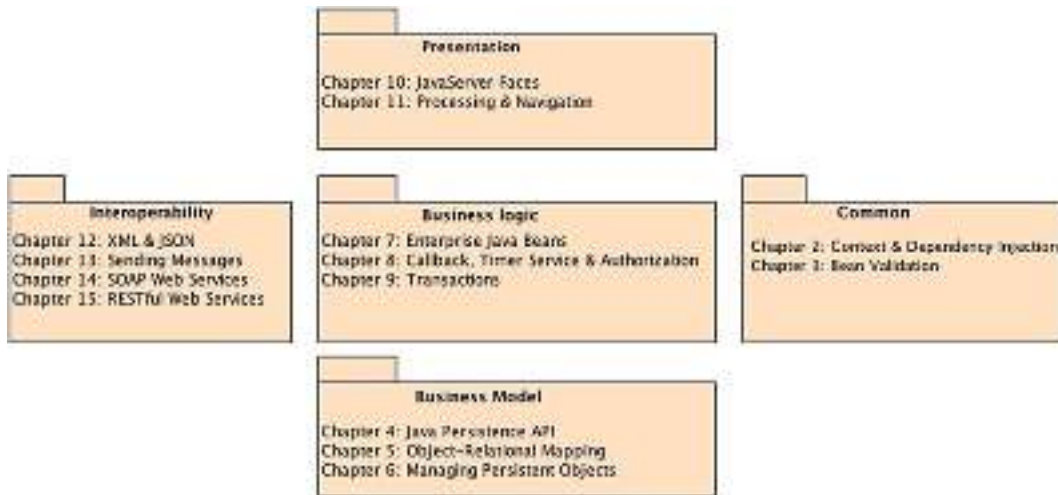 Presentation
Chapter 10: JavaServer Faces
Chapter 11: Processing & Navigation
Interoperability
Chapter 12: XML & JSON
Chapter 13: Sending Messages
Chapter 14: SOAP Web Services
Chapter 15: RESTful Web Services
Business logic
Chapter 7: Enterprise Java Beans
Chapter 8: Callback, Timer Service & Authorization
Chapter 9: Transactions
Common
Chapter 2: Context & Dependency Injection
Chapter 3: Bean Validation
Business Model
Chapter 4: Java Persistence API
Chapter 5: Object-Relational Mapping
Chapter 6: Managing Persistent Objects